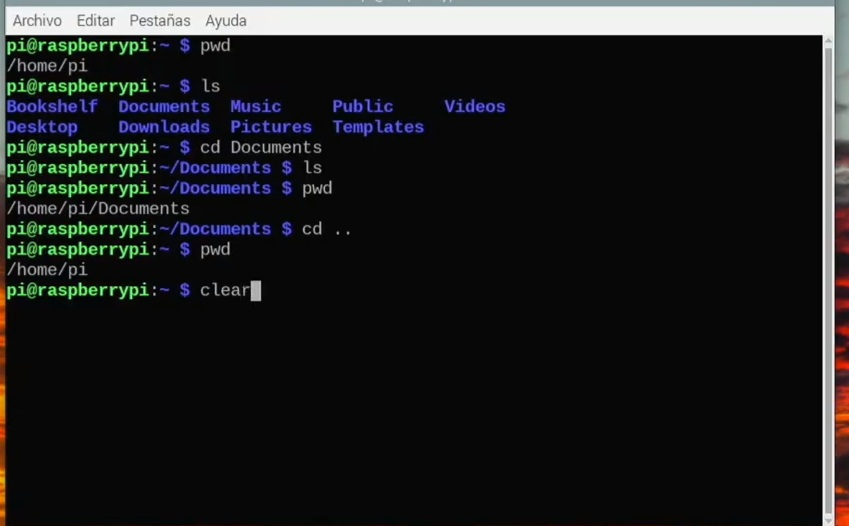 Archivo Editar Pestañas Ayuda
pi@raspberrypi:~ $ pwd
/home/pi
pi@raspberrypi:~ $ ls
Bookshelf Documents Music Public Videos
Desktop Downloads Pictures Templates
pi@raspberrypi:~ $ cd Documents
pi@raspberrypi:~/Documents $ ls
pi@raspberrypi:~/Documents $ pwd
/home/pi/Documents
pi@raspberrypi:~/Documents $ cd ..
pi@raspberrypi:~ $ pwd
/home/pi
pi@raspberrypi:~ $ clear